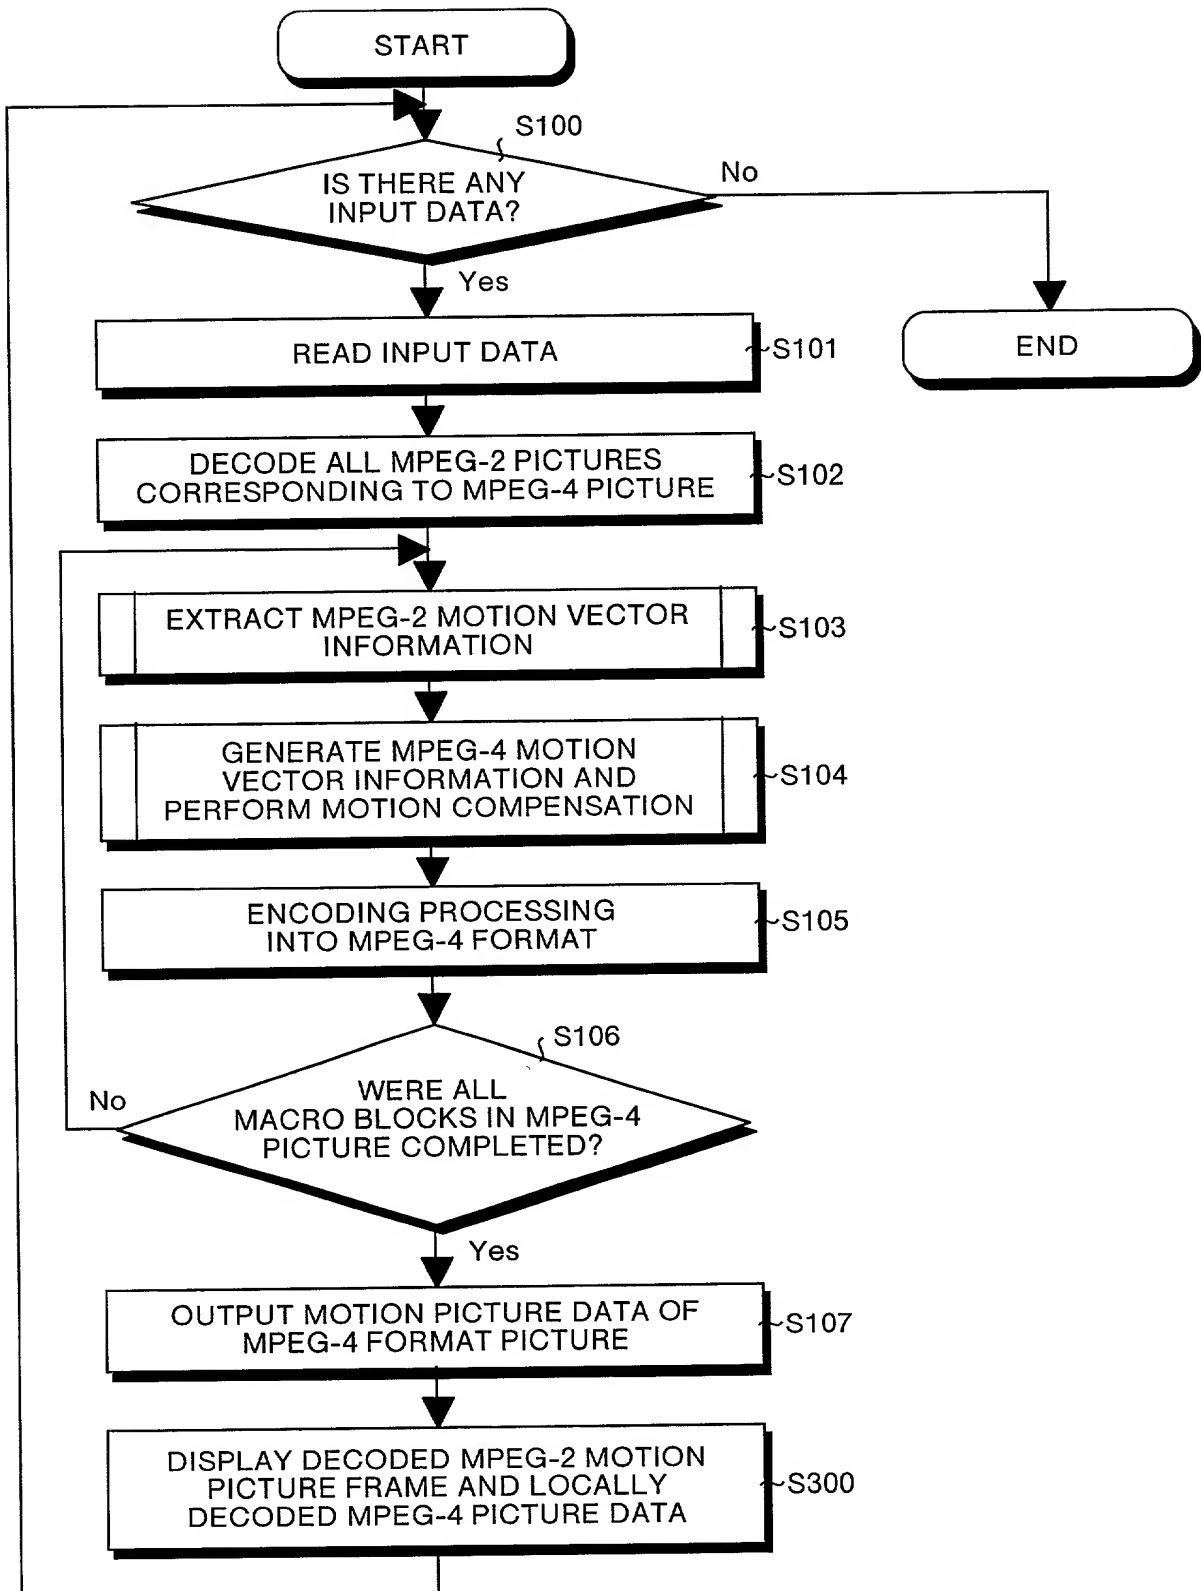 START
S100
IS THERE ANY
INPUT DATA?
No
Yes
READ INPUT DATA
S101
END
DECODE ALL MPEG-2 PICTURES
CORRESPONDING TO MPEG-4 PICTURE
S102
EXTRACT MPEG-2 MOTION VECTOR
INFORMATION
S103
GENERATE MPEG-4 MOTION
VECTOR INFORMATION AND
PERFORM MOTION COMPENSATION
S104
ENCODING PROCESSING
INTO MPEG-4 FORMAT
S105
S106
WERE ALL
MACRO BLOCKS IN MPEG-4
PICTURE COMPLETED?
No
Yes
OUTPUT MOTION PICTURE DATA OF
MPEG-4 FORMAT PICTURE
S107
DISPLAY DECODED MPEG-2 MOTION
PICTURE FRAME AND LOCALLY
DECODED MPEG-4 PICTURE DATA
S300